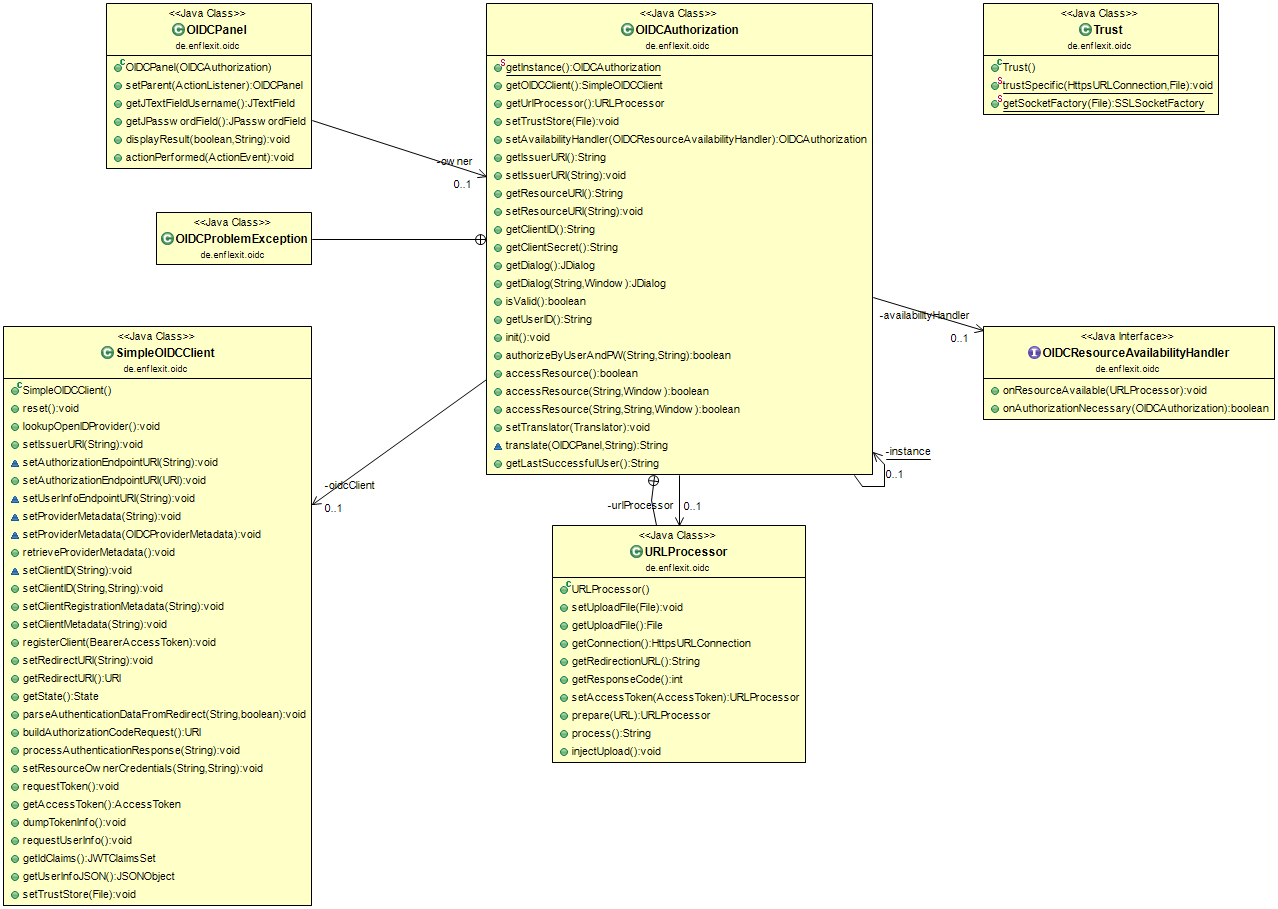 <<Java Class>>
OIDCPanel
de.enflexit.oidc
OIDCPanel(OIDCAuthorization)
setParent(ActionListener):OIDCPanel
getJTextFieldUsername():JTextField
getJPasswordField():JPasswordField
displayResult(boolean,String):void
actionPerformed(ActionEvent):void
<<Java Class>>
OIDCAuthorization
de.enflexit.oidc
getInstance():OIDCAuthorization
getOIDCClient():SimpleOIDCClient
getUrlProcessor():URLProcessor
setTrustStore(File):void
setAvailabilityHandler(OIDCResourceAvailabilityHandler):OIDCAuthorization
getIssuerURI():String
setIssuerURI(String):void
getResourceURI():String
setResourceURI(String):void
getClientID():String
getClientSecret():String
getDialog():JDialog
getDialog(String,Window):JDialog
isValid():boolean
getUserID():String
init():void
authorizeByUserAndPW(String,String):boolean
accessResource():boolean
accessResource(String,Window):boolean
accessResource(String,String,Window):boolean
setTranslator(Translator):void
translate(OIDCPanel,String):String
getLastSuccessfulUser():String
<<Java Class>>
Trust
de.enflexit.oidc
Trust()
trustSpecific(HttpsURLConnection,File):void
getSocketFactory(File):SSLSocketFactory
-owner
0..1
<<Java Class>>
OIDCProblemException
de.enflexit.oidc
-availabilityHandler
0..1
<<Java Interface>>
OIDCResourceAvailabilityHandler
de.enflexit.oidc
onResourceAvailable(URLProcessor):void
onAuthorizationNecessary(OIDCAuthorization):boolean
-instance
0..1
<<Java Class>>
SimpleOIDCClient
de.enflexit.oidc
SimpleOIDCClient()
reset():void
lookupOpenIDProvider():void
setIssuerURI(String):void
setAuthorizationEndpointURI(String):void
setAuthorizationEndpointURI(URI):void
setUserInfoEndpointURI(String):void
setProviderMetadata(String):void
setProviderMetadata(OIDCProviderMetadata):void
retrieveProviderMetadata():void
setClientID(String):void
setClientID(String,String):void
setClientRegistrationMetadata(String):void
setClientMetadata(String):void
registerClient(BearerAccessToken):void
setRedirectURI(String):void
getRedirectURI():URI
getState():State
parseAuthenticationDataFromRedirect(String,boolean):void
buildAuthorizationCodeRequest():URI
processAuthenticationResponse(String):void
setResourceOwnerCredentials(String,String):void
requestToken():void
getAccessToken():AccessToken
dumpTokenInfo():void
requestUserInfo():void
getIdClaims():JWTClaimsSet
getUserInfoJSON():JSONObject
setTrustStore(File):void
-oidcClient
0..1
-urlProcessor
0..1
<<Java Class>>
URLProcessor
de.enflexit.oidc
URLProcessor()
setUploadFile(File):void
getUploadFile():File
getConnection():HttpsURLConnection
getRedirectionURL():String
getResponseCode():int
setAccessToken(AccessToken):URLProcessor
prepare(URL):URLProcessor
process():String
injectUpload():void